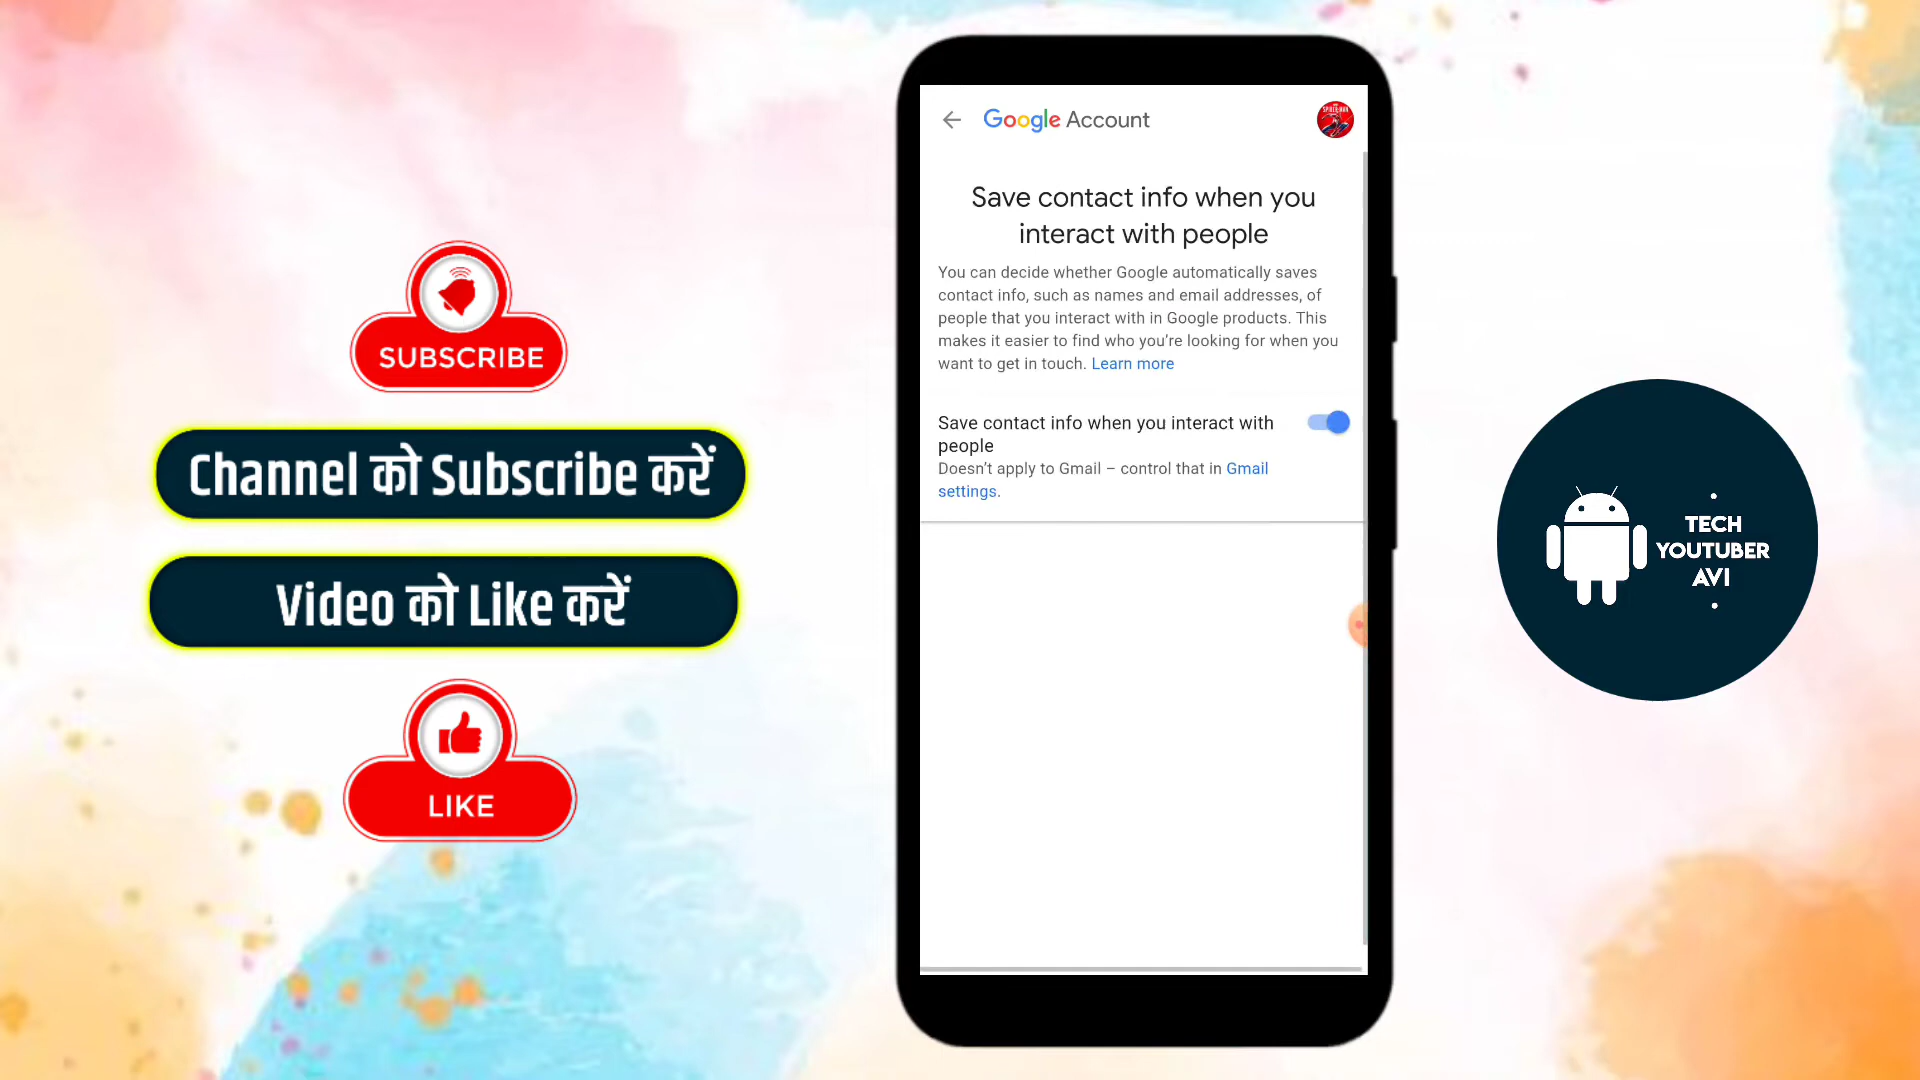 SUBSCRIBE
Channel को Subscribe करें
Video को Like करें
LIKE
Google Account
Save contact info when you
interact with people
You can decide whether Google automatically saves
contact info, such as names and email addresses, of
people that you interact with in Google products. This
makes it easier to find who you’re looking for when you
want to get in touch. Learn more
Save contact info when you interact with
people
Doesn’t apply to Gmail – control that in Gmail
settings.
TECH
YOUTUBER
AVI